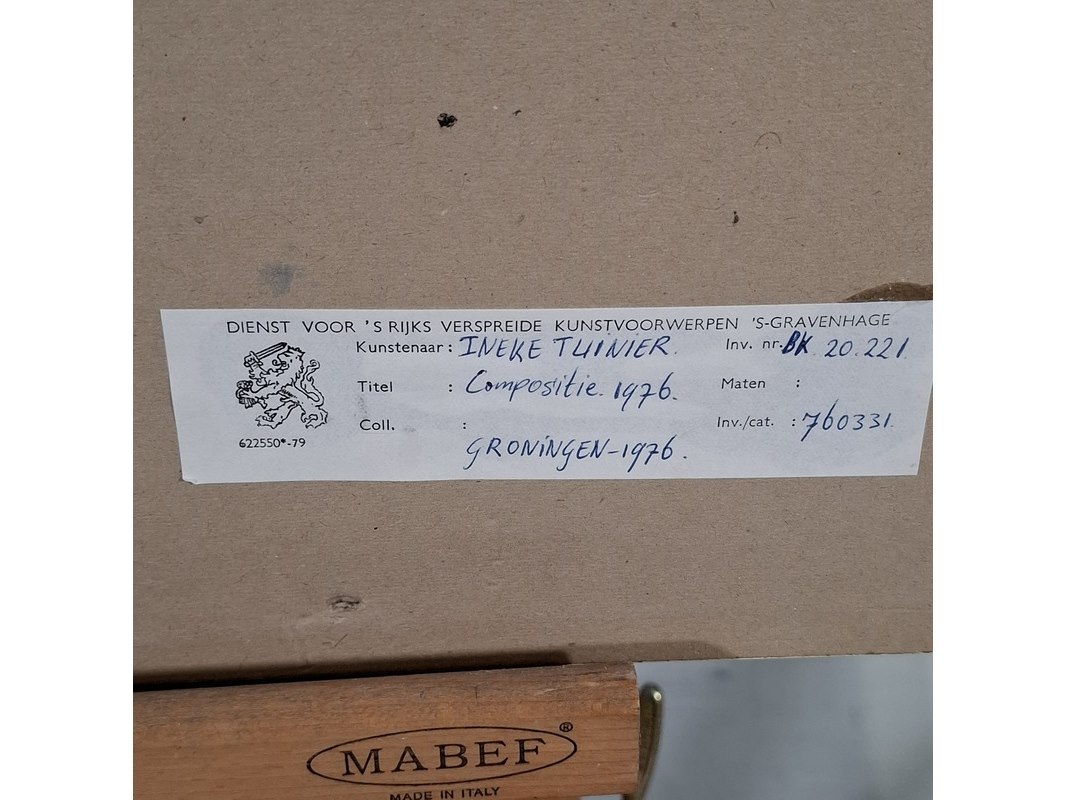 DIENST VOOR 'S RIJKS VERSPREIDE KUNSTVOORWERPEN 'S-GRAVENHAGE
Kunstenaar: INEKE TUINIER. Inv. nr.: BK. 20.221.
Titel : Compositie. 1976. Maten :
Coll. : Inv./cat. : 760331.
622550*-79
GRONINGEN-1976.
MABEF®
MADE IN ITALY